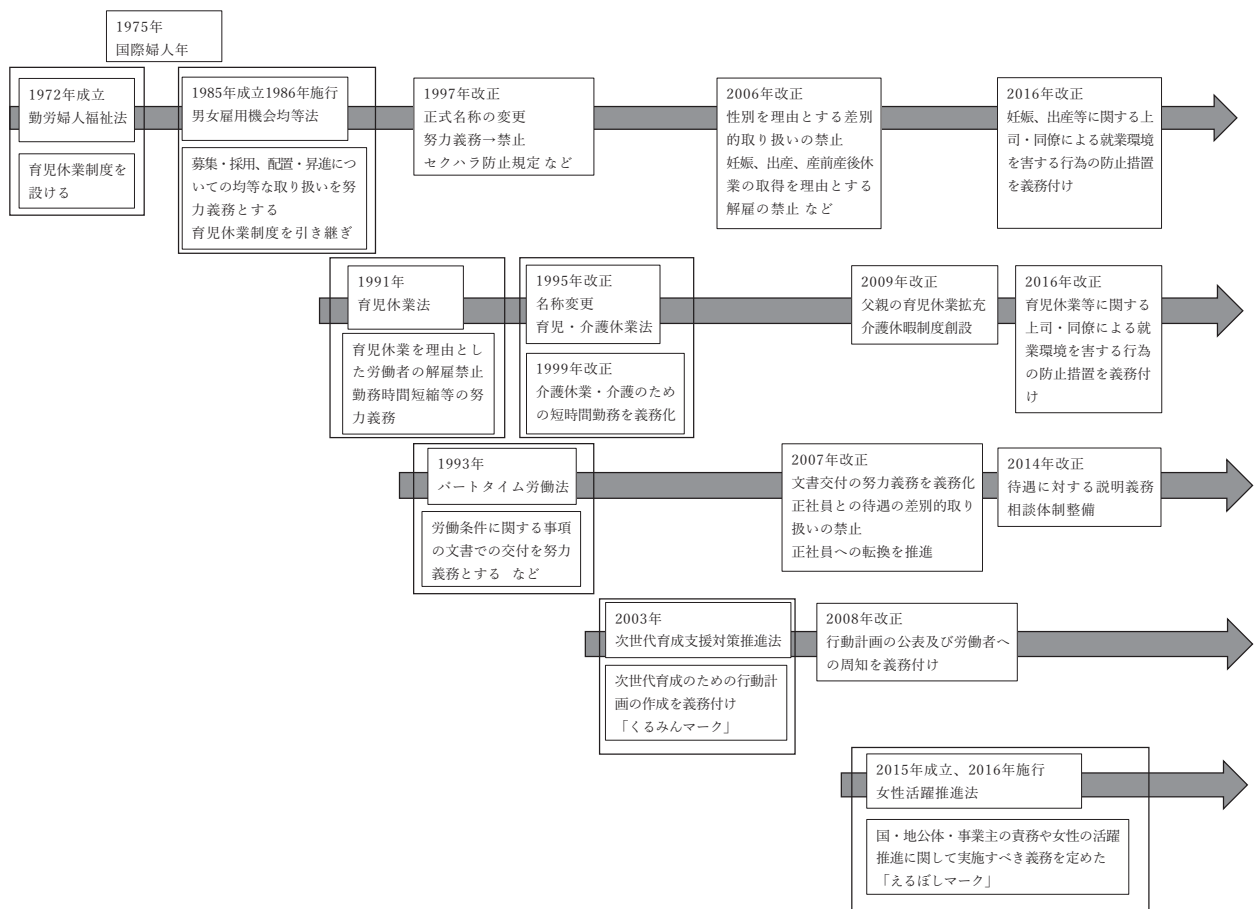 1975年
国際婦人年
1972年成立
勤労婦人福祉法
育児休業制度を
設ける
1985年成立1986年施行
男女雇用機会均等法
募集・採用、配置・昇進につ
いての均等な取り扱いを努
力義務とする
育児休業制度を引き継ぎ
1997年改正
正式名称の変更
努力義務→禁止
セクハラ防止規定 など
2006年改正
性別を理由とする差別
的取り扱いの禁止
妊娠、出産、産前産後休
業の取得を理由とする
解雇の禁止 など
2016年改正
妊娠、出産等に関する上
司・同僚による就業環境
を害する行為の防止措置
を義務付け
1991年
育児休業法
育児休業を理由とし
た労働者の解雇禁止
勤務時間短縮等の努
力義務
1995年改正
名称変更
育児・介護休業法
1999年改正
介護休業・介護のため
の短時間勤務を義務化
2009年改正
父親の育児休業拡充
介護休暇制度創設
2016年改正
育児休業等に関する
上司・同僚による就
業環境を害する行為
の防止措置を義務付
け
1993年
パートタイム労働法
労働条件に関する事項
の文書での交付を努力
義務とする など
2007年改正
文書交付の努力義務を義務化
正社員との待遇の差別的取り
扱いの禁止
正社員への転換を推進
2014年改正
待遇に対する説明義務
相談体制整備
2003年
次世代育成支援対策推進法
次世代育成のための行動計
画の作成を義務付け
「くるみんマーク」
2008年改正
行動計画の公表及び労働者へ
の周知を義務付け
2015年成立、2016年施行
女性活躍推進法
国・地公体・事業主の責務や女性の活躍
推進に関して実施すべき義務を定めた
「えるぼしマーク」